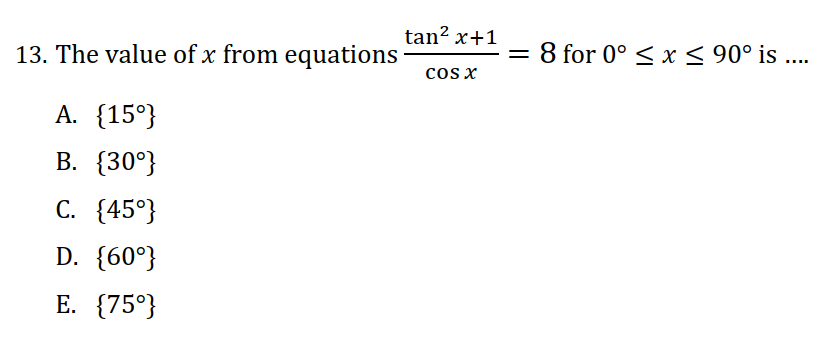 13. The value of x from equations (tan² x+1)/(cos x) = 8 for 0° ≤ x ≤ 90° is ....
A. {15°}
B. {30°}
C. {45°}
D. {60°}
E. {75°}